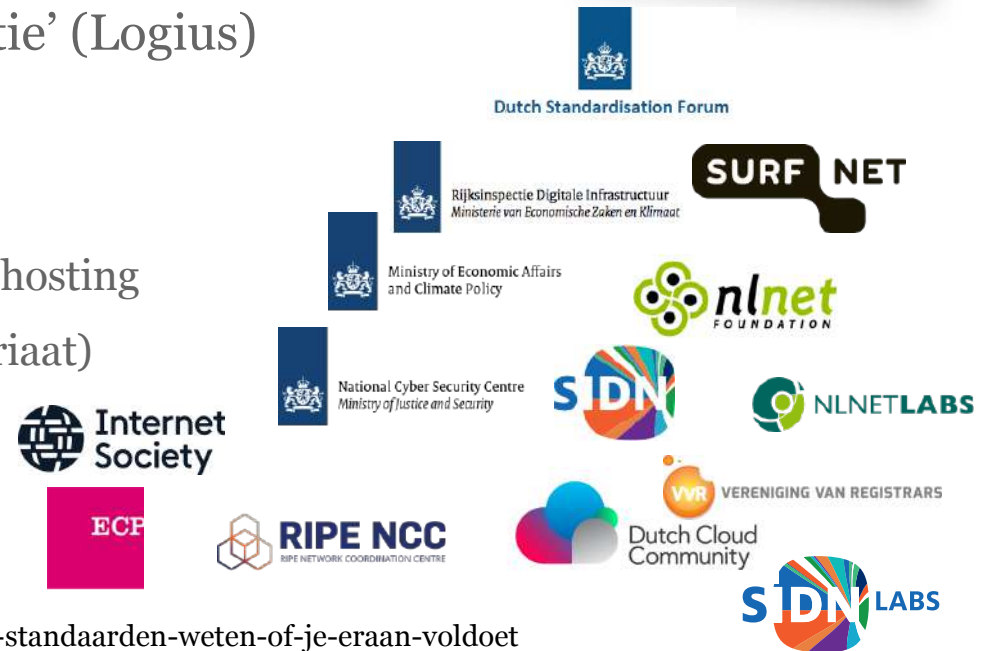 tie’ (Logius)
Dutch Standardisation Forum
SURF NET
Rijksinspectie Digitale Infrastructuur
Ministerie van Economische Zaken en Klimaat
hosting
Ministry of Economic Affairs
and Climate Policy
nlnet
FOUNDATION
riaat)
National Cyber Security Centre
Ministry of Justice and Security
SIDN
NLNETLABS
Internet
Society
VVR VERENIGING VAN REGISTRARS
ECP
RIPE NCC
RIPE NETWORK COORDINATION CENTRE
Dutch Cloud
Community
SIDN LABS
-standaarden-weten-of-je-eraan-voldoet